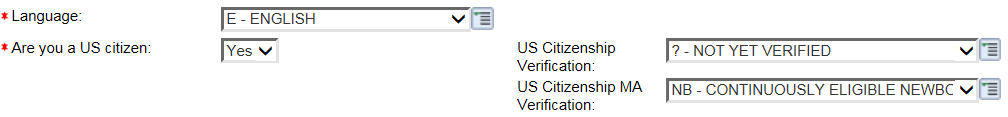 * Language: E - ENGLISH
* Are you a US citizen: Yes
US Citizenship Verification: ? - NOT YET VERIFIED
US Citizenship MA Verification: NB - CONTINUOUSLY ELIGIBLE NEWBO